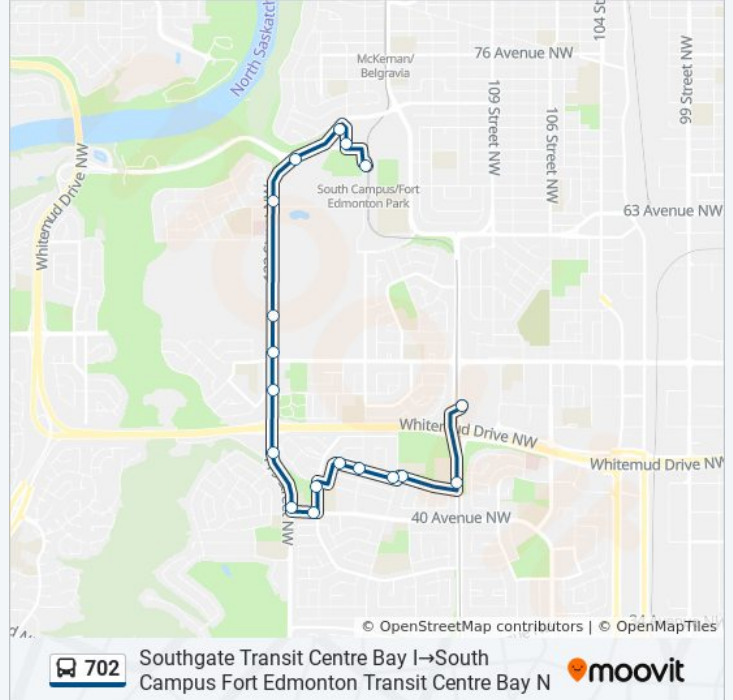 North Saskatch
McKernan/
Belgravia
76 Avenue NW
104 St
99 Street NW
109 Street NW
106 Street NW
Whitemud Drive NW
South Campus/Fort
Edmonton Park
63 Avenue NW
Whitemud Drive NW
Whitemud Drive NW
40 Avenue NW
NW
© OpenStreetMap contributors | © OpenMapTiles
702
Southgate Transit Centre Bay I→South
Campus Fort Edmonton Transit Centre Bay N
moovit